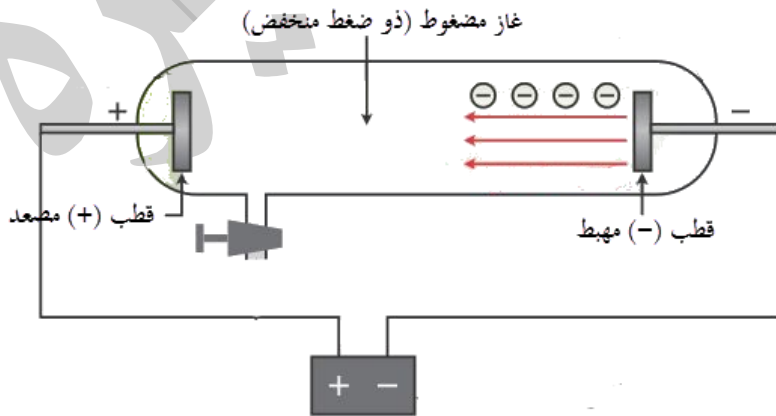 غاز مضغوط (ذو ضغط منخفض)
+
− − − −
−
قطب (+) مصعد
قطب (−) مهبط
+ −